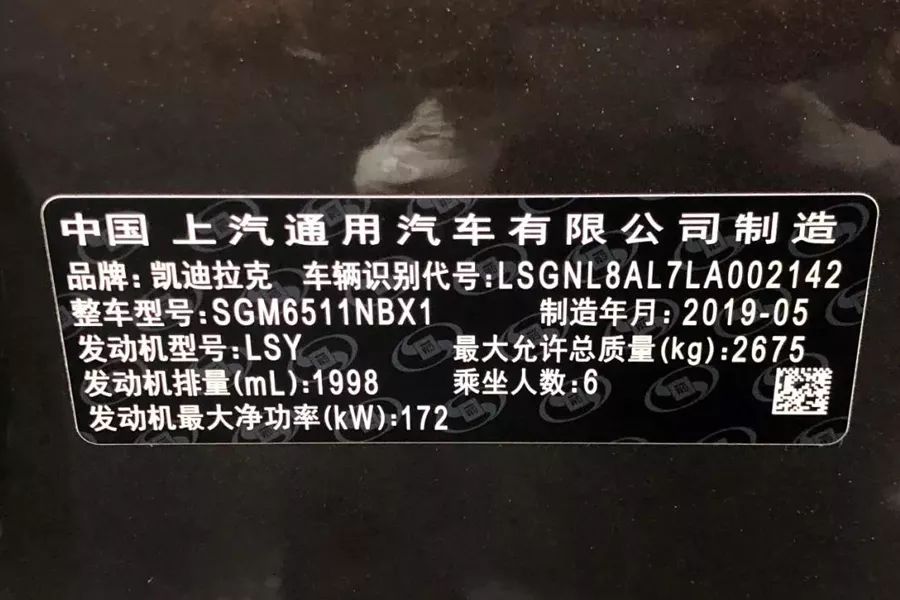 中国 上汽通用汽车有限公司制造
品牌: 凯迪拉克 车辆识别代号:LSGNL8AL7LA002142
整车型号:SGM6511NBX1 制造年月: 2019-05
发动机型号:LSY 最大允许总质量(kg):2675
发动机排量(mL):1998 乘坐人数:6
发动机最大净功率(kW):172